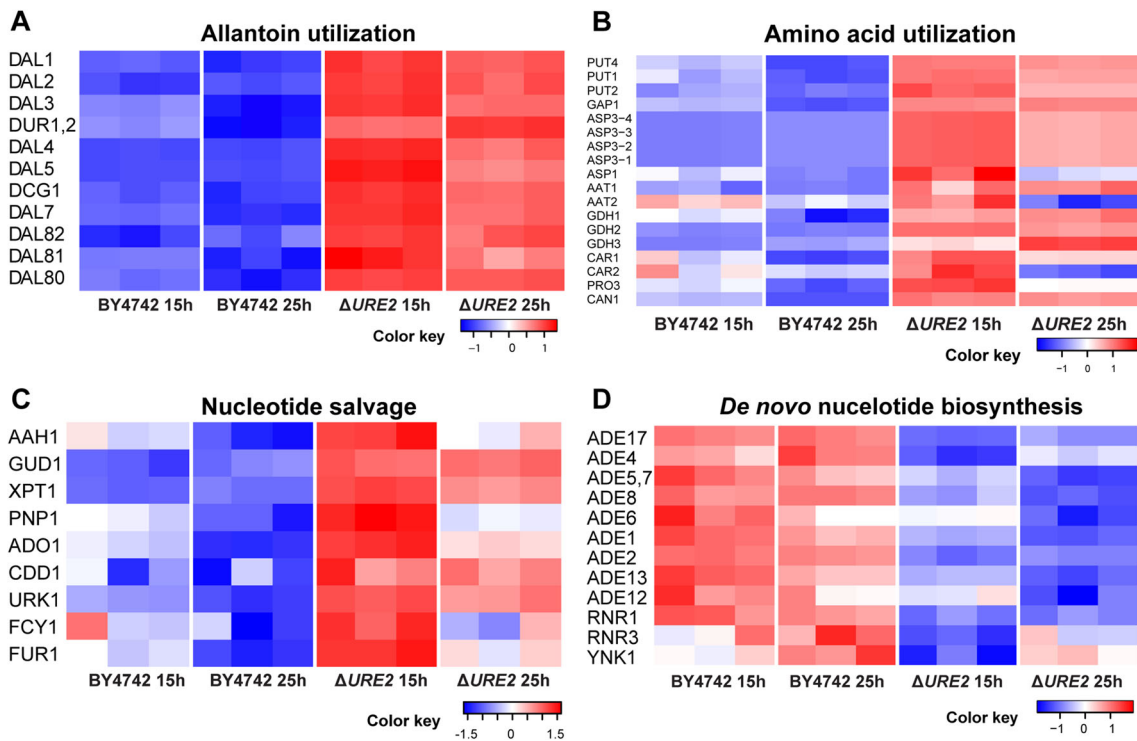 A
Allantoin utilization
DAL1
DAL2
DAL3
DUR1,2
DAL4
DAL5
DCG1
DAL7
DAL82
DAL81
DAL80
BY4742 15h
BY4742 25h
ΔURE2 15h
ΔURE2 25h
Color key
−1 0 1
B
Amino acid utilization
PUT4
PUT1
PUT2
GAP1
ASP3-4
ASP3-3
ASP3-2
ASP3-1
ASP1
AAT1
AAT2
GDH1
GDH2
GDH3
CAR1
CAR2
PRO3
CAN1
BY4742 15h
BY4742 25h
ΔURE2 15h
ΔURE2 25h
Color key
−1 0 1
C
Nucleotide salvage
AAH1
GUD1
XPT1
PNP1
ADO1
CDD1
URK1
FCY1
FUR1
BY4742 15h
BY4742 25h
ΔURE2 15h
ΔURE2 25h
Color key
-1.5 0 1.5
D
De novo nucelotide biosynthesis
ADE17
ADE4
ADE5,7
ADE8
ADE6
ADE1
ADE2
ADE13
ADE12
RNR1
RNR3
YNK1
BY4742 15h
BY4742 25h
ΔURE2 15h
ΔURE2 25h
Color key
−1 0 1